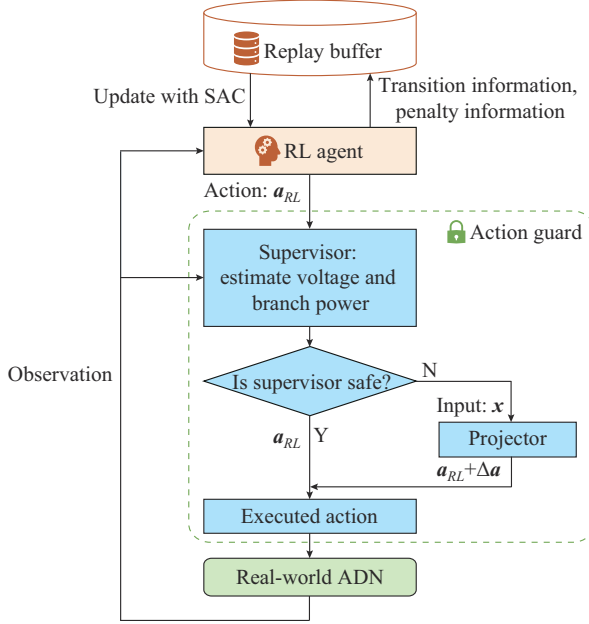 Replay buffer
Update with SAC
Transition information,
penalty information
RL agent
Action: a_RL
Action guard
Supervisor:
estimate voltage and
branch power
Observation
Is supervisor safe?
N
Input: x
a_RL Y
Projector
a_RL+Δa
Executed action
Real-world ADN